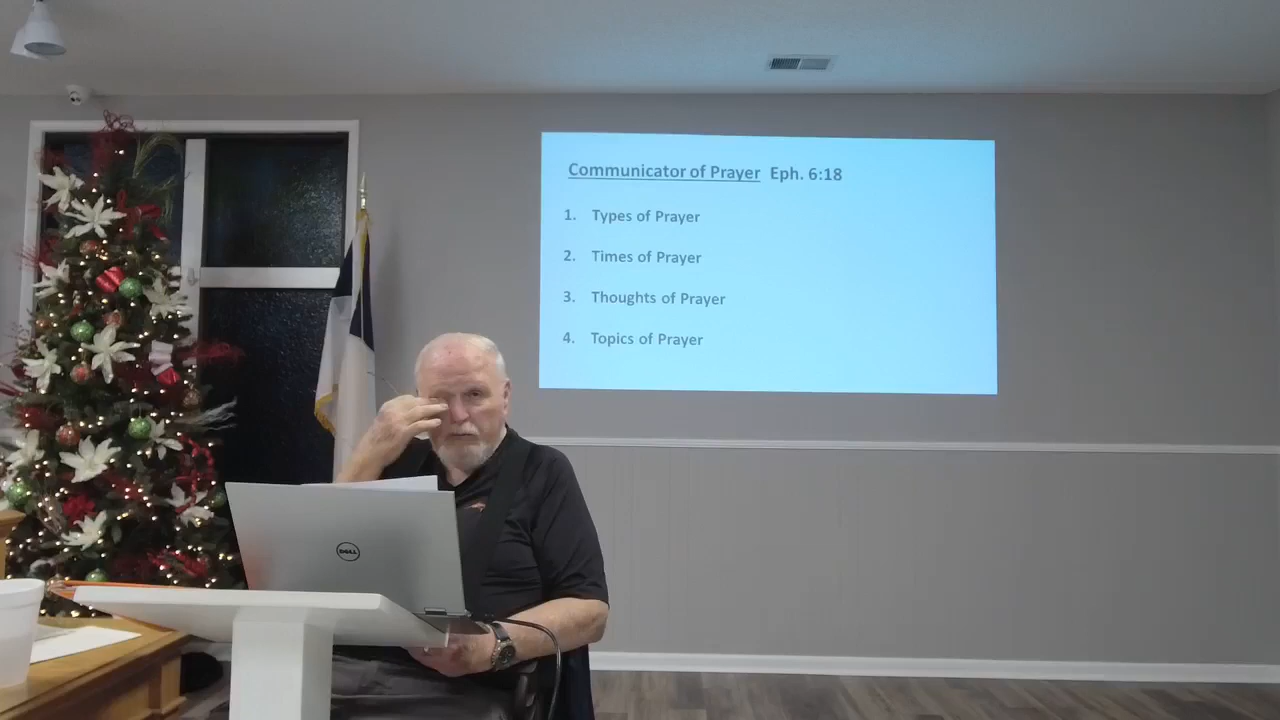 Communicator of Prayer Eph. 6:18
1. Types of Prayer
2. Times of Prayer
3. Thoughts of Prayer
4. Topics of Prayer
DELL